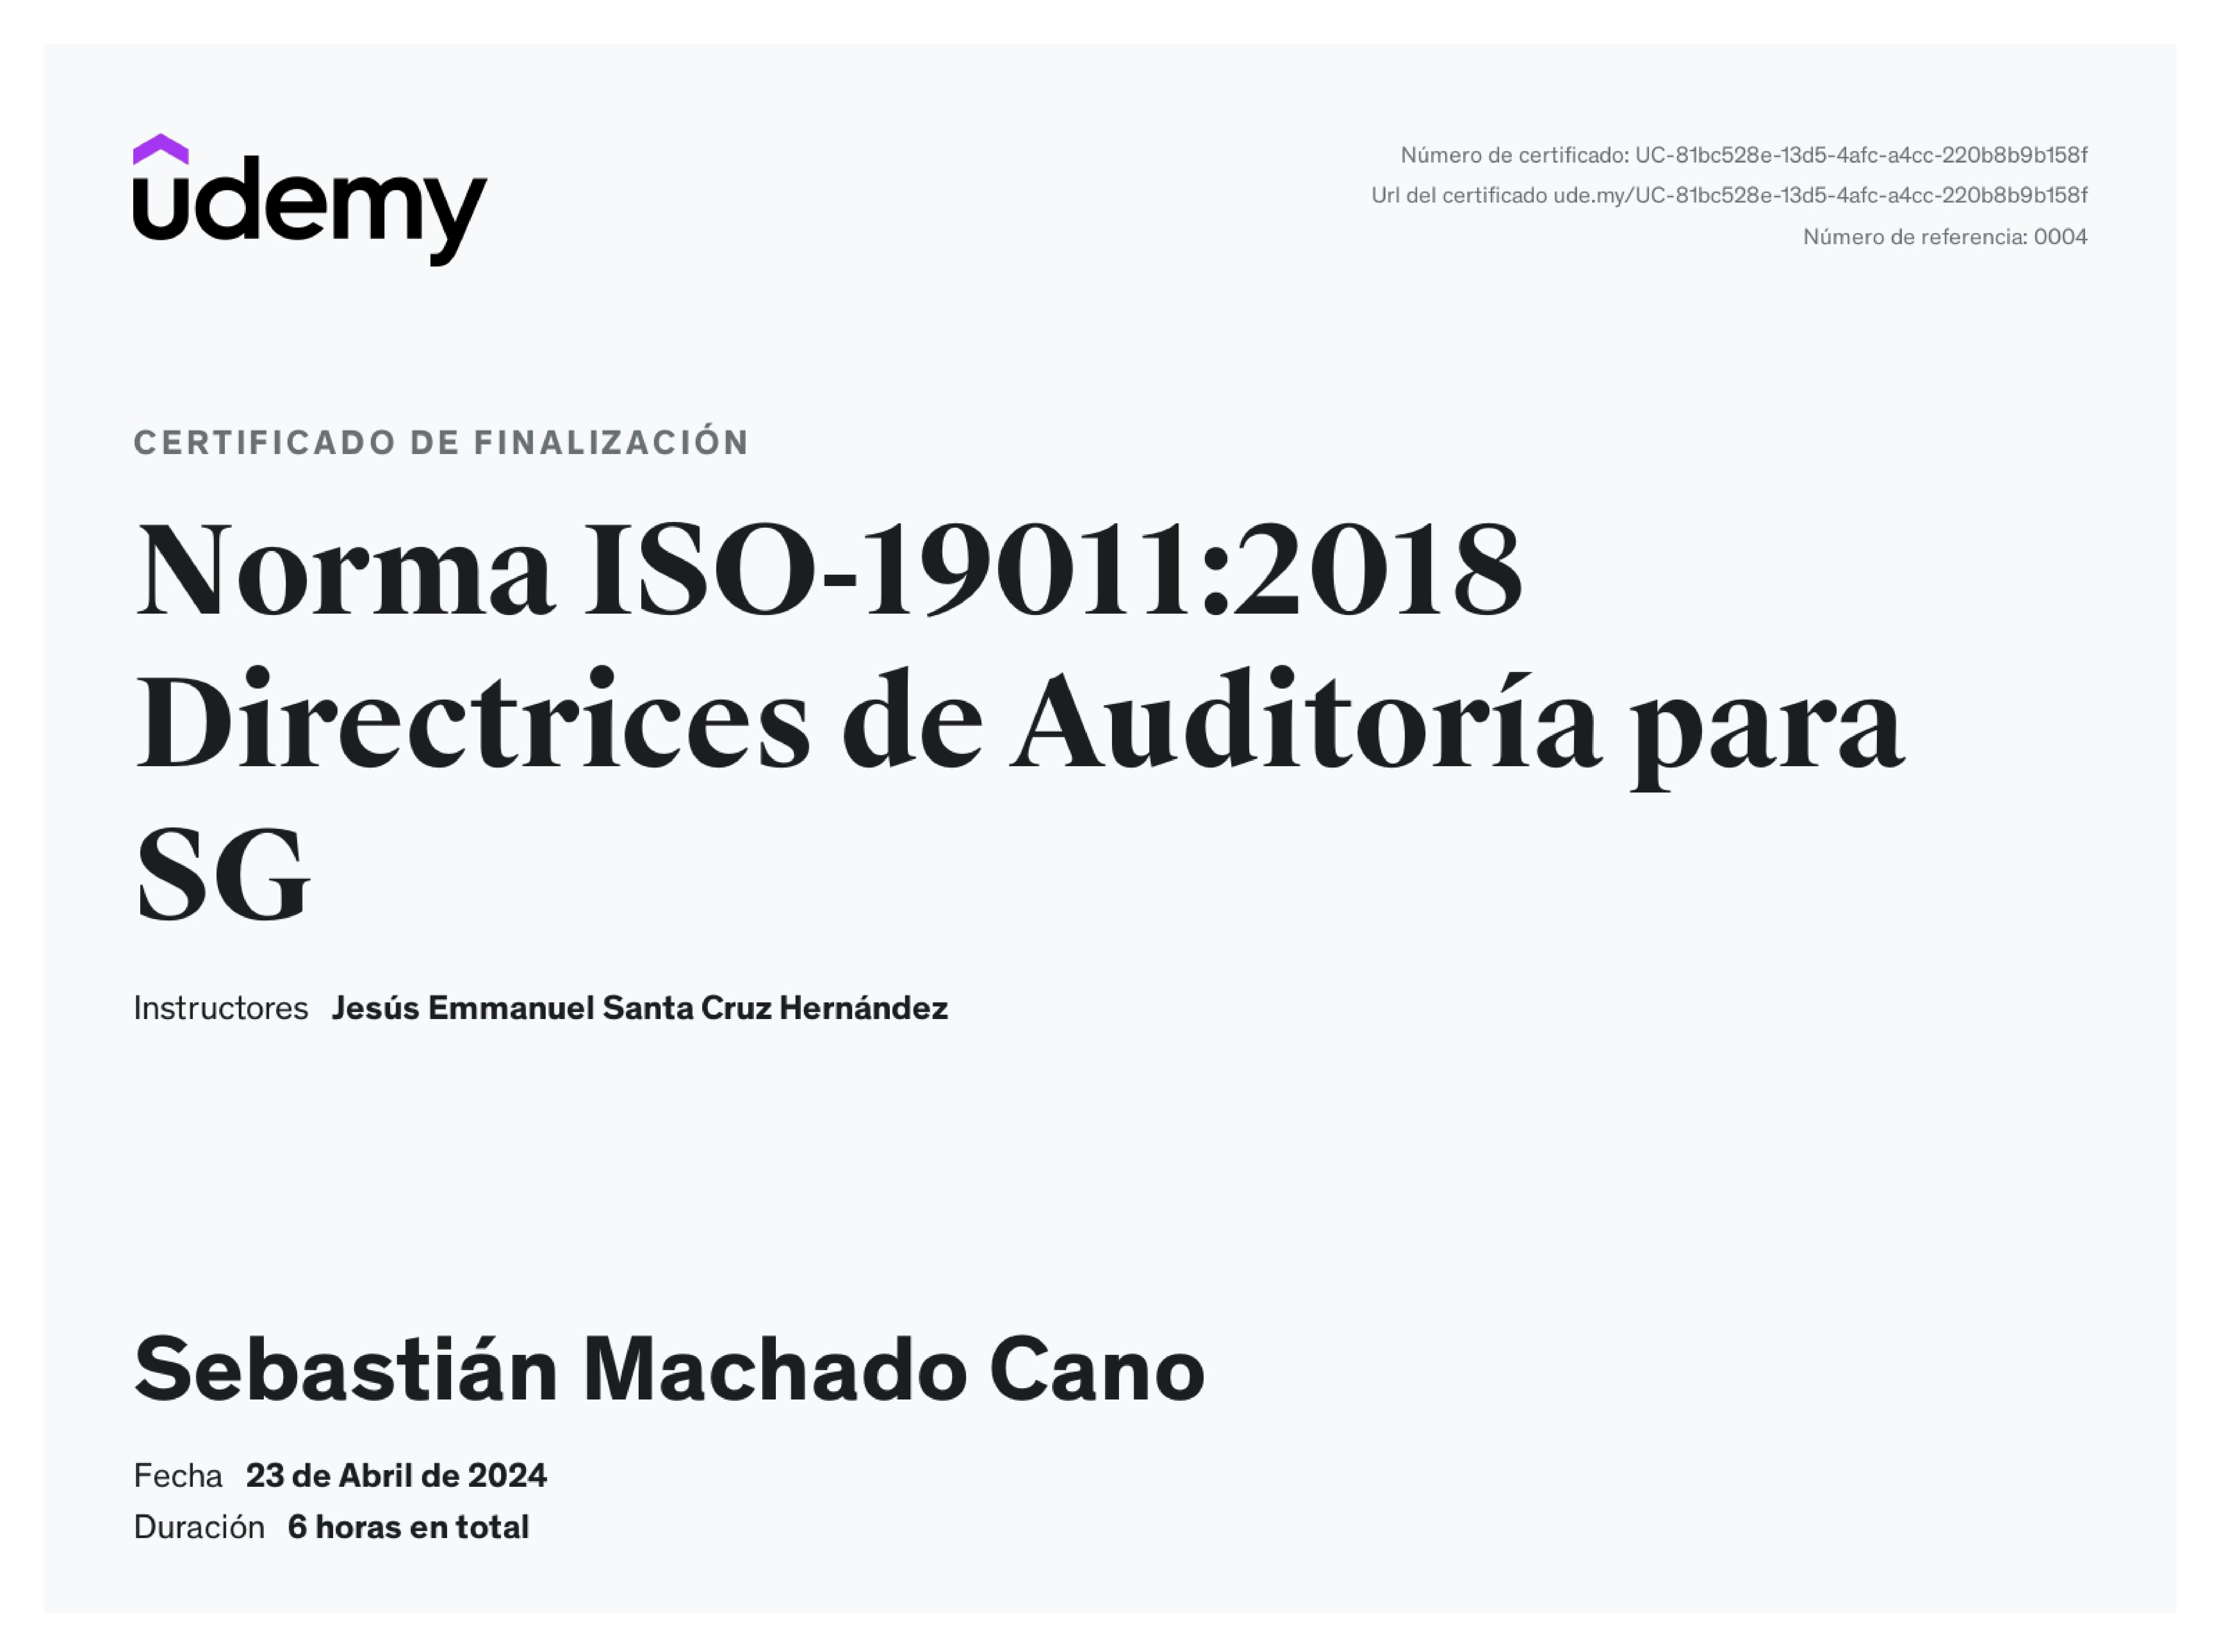 udemy
Número de certificado: UC-81bc528e-13d5-4afc-a4cc-220b8b9b158f
Url del certificado ude.my/UC-81bc528e-13d5-4afc-a4cc-220b8b9b158f
Número de referencia: 0004
CERTIFICADO DE FINALIZACIÓN
Norma ISO-19011:2018
Directrices de Auditoría para
SG
Instructores Jesús Emmanuel Santa Cruz Hernández
Sebastián Machado Cano
Fecha 23 de Abril de 2024
Duración 6 horas en total